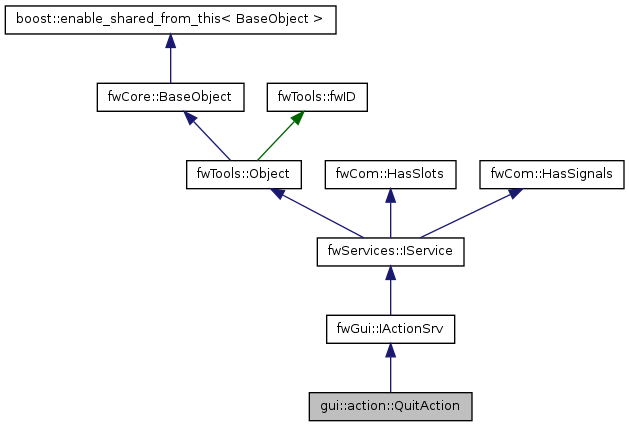 boost::enable_shared_from_this< BaseObject >
fwCore::BaseObject
fwTools::fwID
fwTools::Object
fwCom::HasSlots
fwCom::HasSignals
fwServices::IService
fwGui::IActionSrv
gui::action::QuitAction